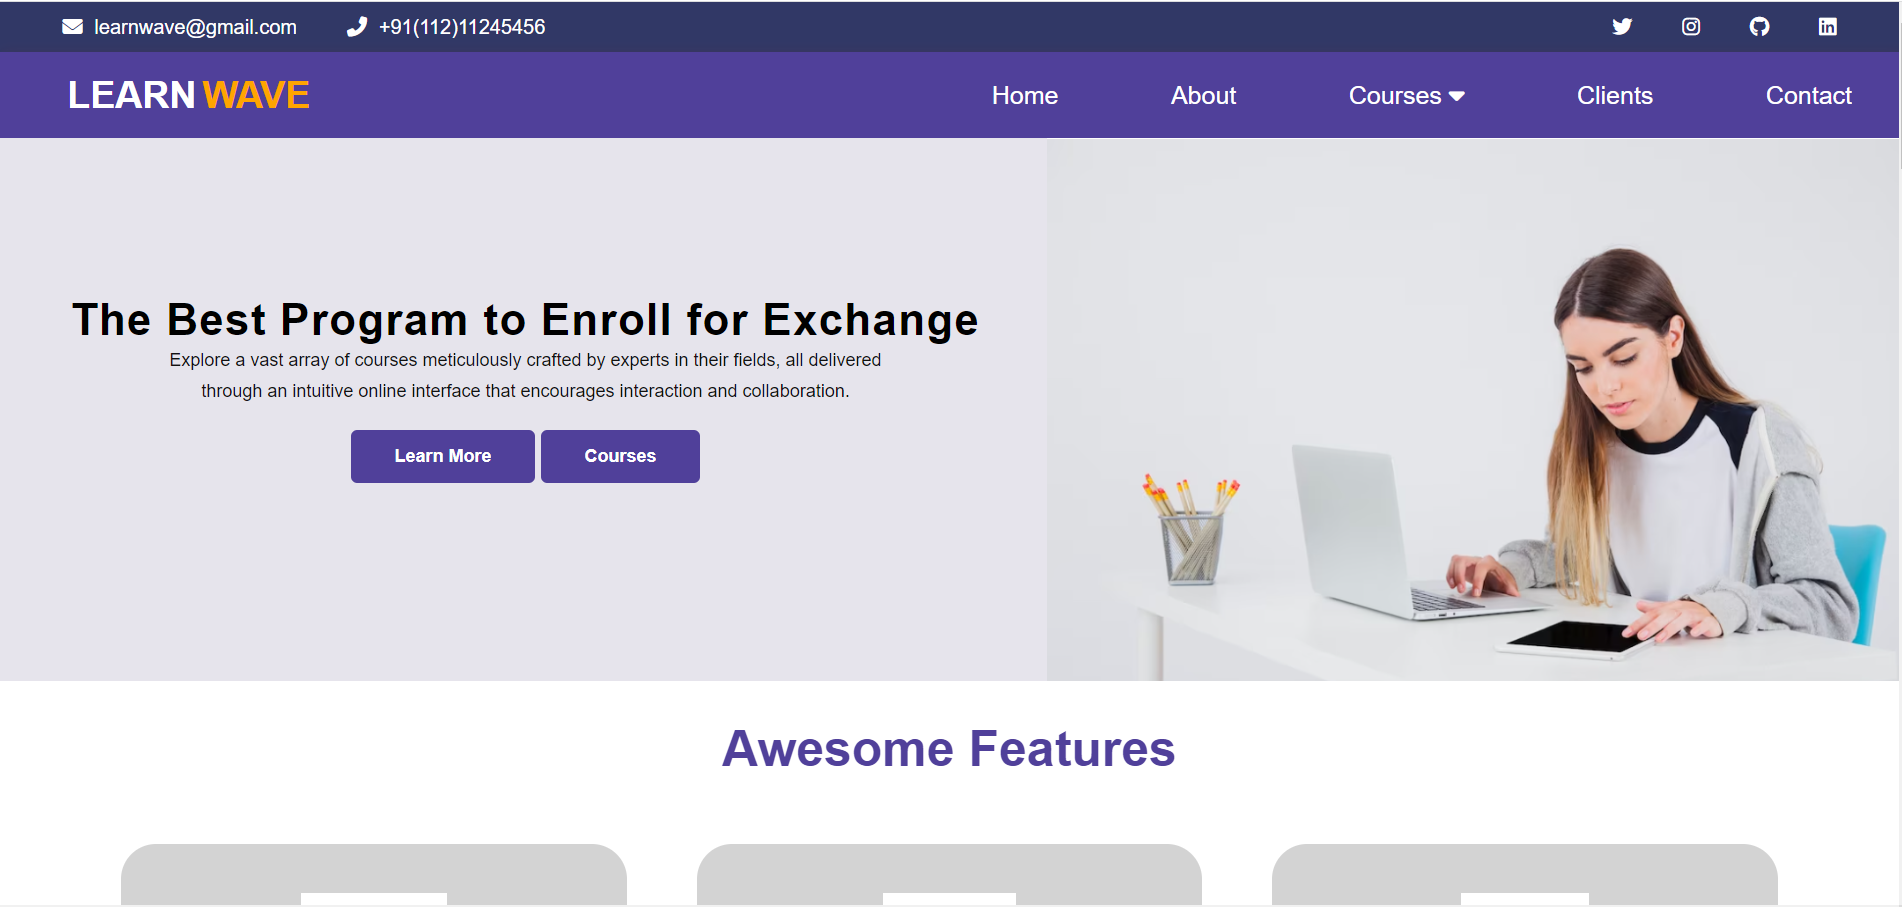 learnwave@gmail.com +91(112)11245456
LEARN WAVE Home About Courses Clients Contact
The Best Program to Enroll for Exchange
Explore a vast array of courses meticulously crafted by experts in their fields, all delivered
through an intuitive online interface that encourages interaction and collaboration.
Learn More Courses
Awesome Features